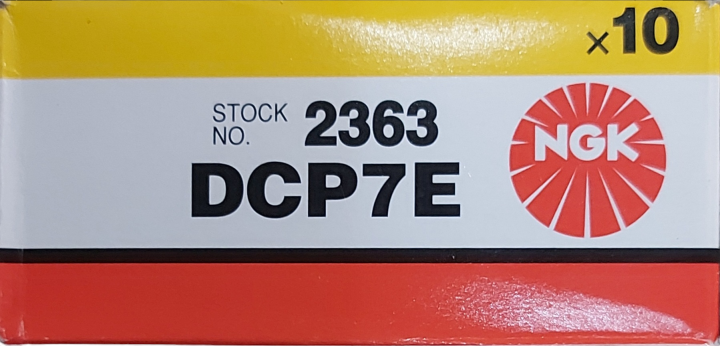 ×10
STOCK NO. 2363
DCP7E
NGK